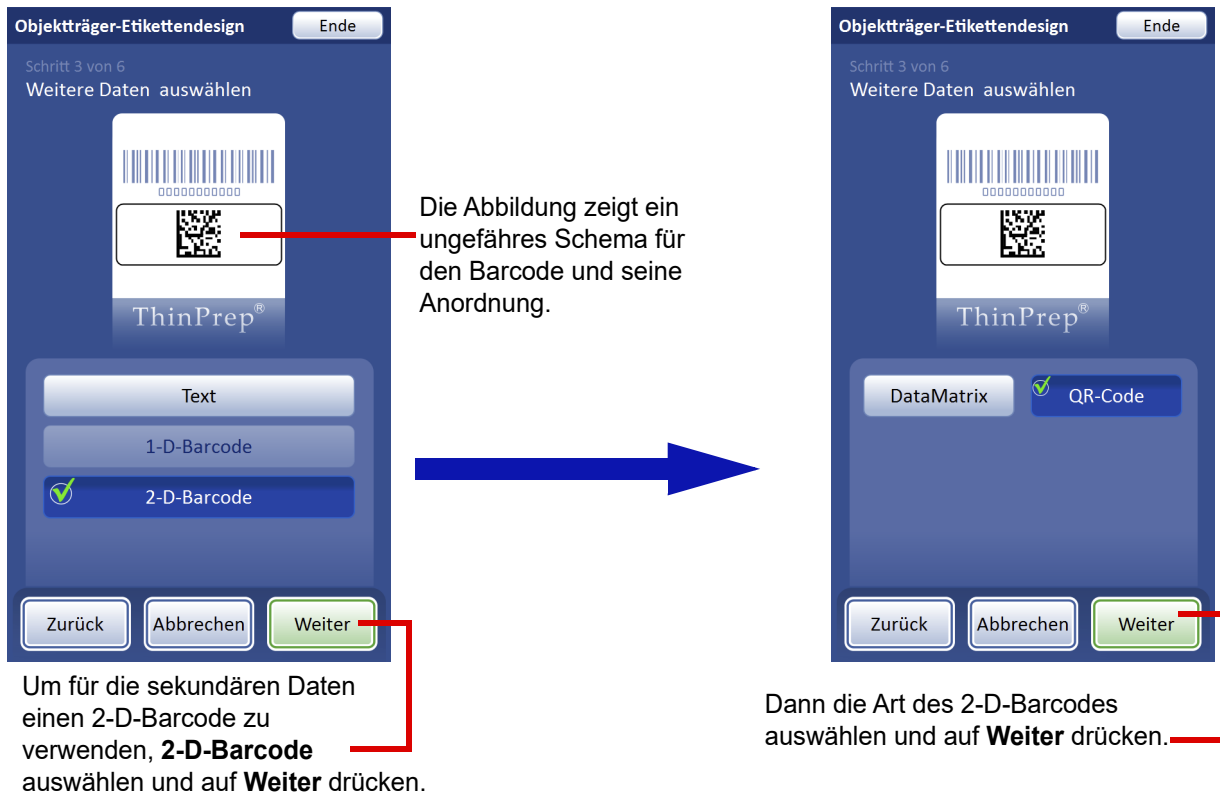 Objektträger-Etikettendesign
Ende
Schritt 3 von 6
Weitere Daten auswählen
00000000000
ThinPrep®
Text
1-D-Barcode
2-D-Barcode
Zurück
Abbrechen
Weiter
Die Abbildung zeigt ein
ungefähres Schema für
den Barcode und seine
Anordnung.
Um für die sekundären Daten
einen 2-D-Barcode zu
verwenden, 2-D-Barcode
auswählen und auf Weiter drücken.
Objektträger-Etikettendesign
Ende
Schritt 3 von 6
Weitere Daten auswählen
00000000000
ThinPrep®
DataMatrix
QR-Code
Zurück
Abbrechen
Weiter
Dann die Art des 2-D-Barcodes
auswählen und auf Weiter drücken.